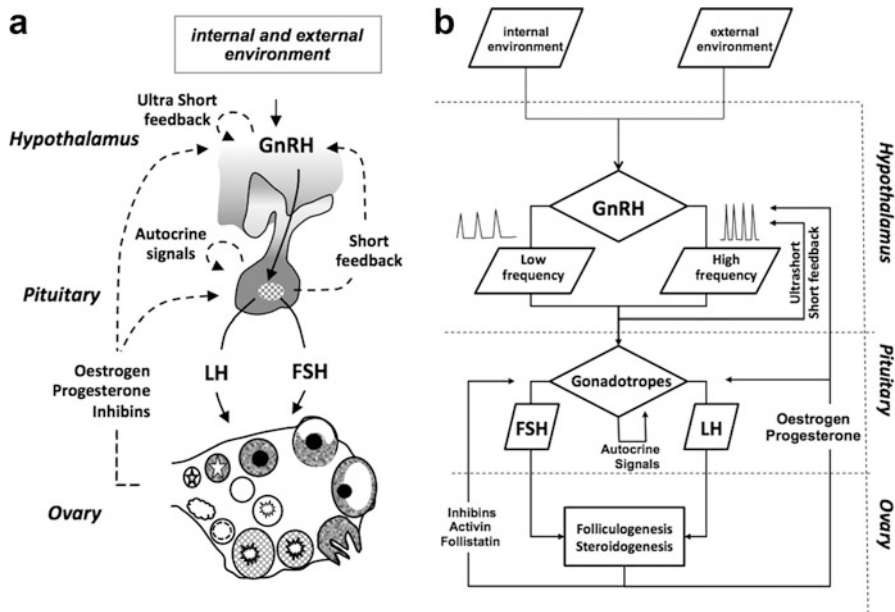 a
internal and external
environment
Ultra Short
feedback
Hypothalamus
GnRH
Autocrine
signals
Short
feedback
Pituitary
LH
FSH
Oestrogen
Progesterone
Inhibins
Ovary
b
internal
environment
external
environment
Hypothalamus
GnRH
Low
frequency
High
frequency
Ultrashort
Short feedback
Pituitary
Gonadotropes
FSH
LH
Autocrine
Signals
Oestrogen
Progesterone
Ovary
Inhibins
Activin
Follistatin
Folliculogenesis
Steroidogenesis